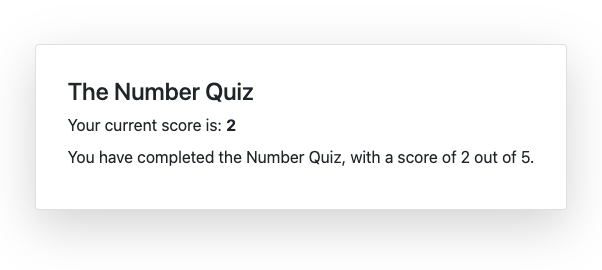 The Number Quiz
Your current score is: 2
You have completed the Number Quiz, with a score of 2 out of 5.